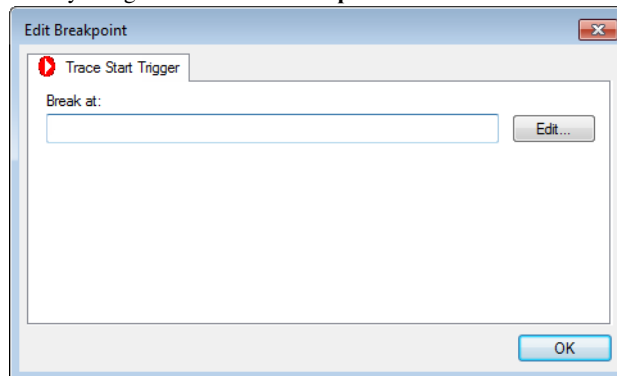 Edit Breakpoint
Trace Start Trigger
Break at:
Edit...
OK